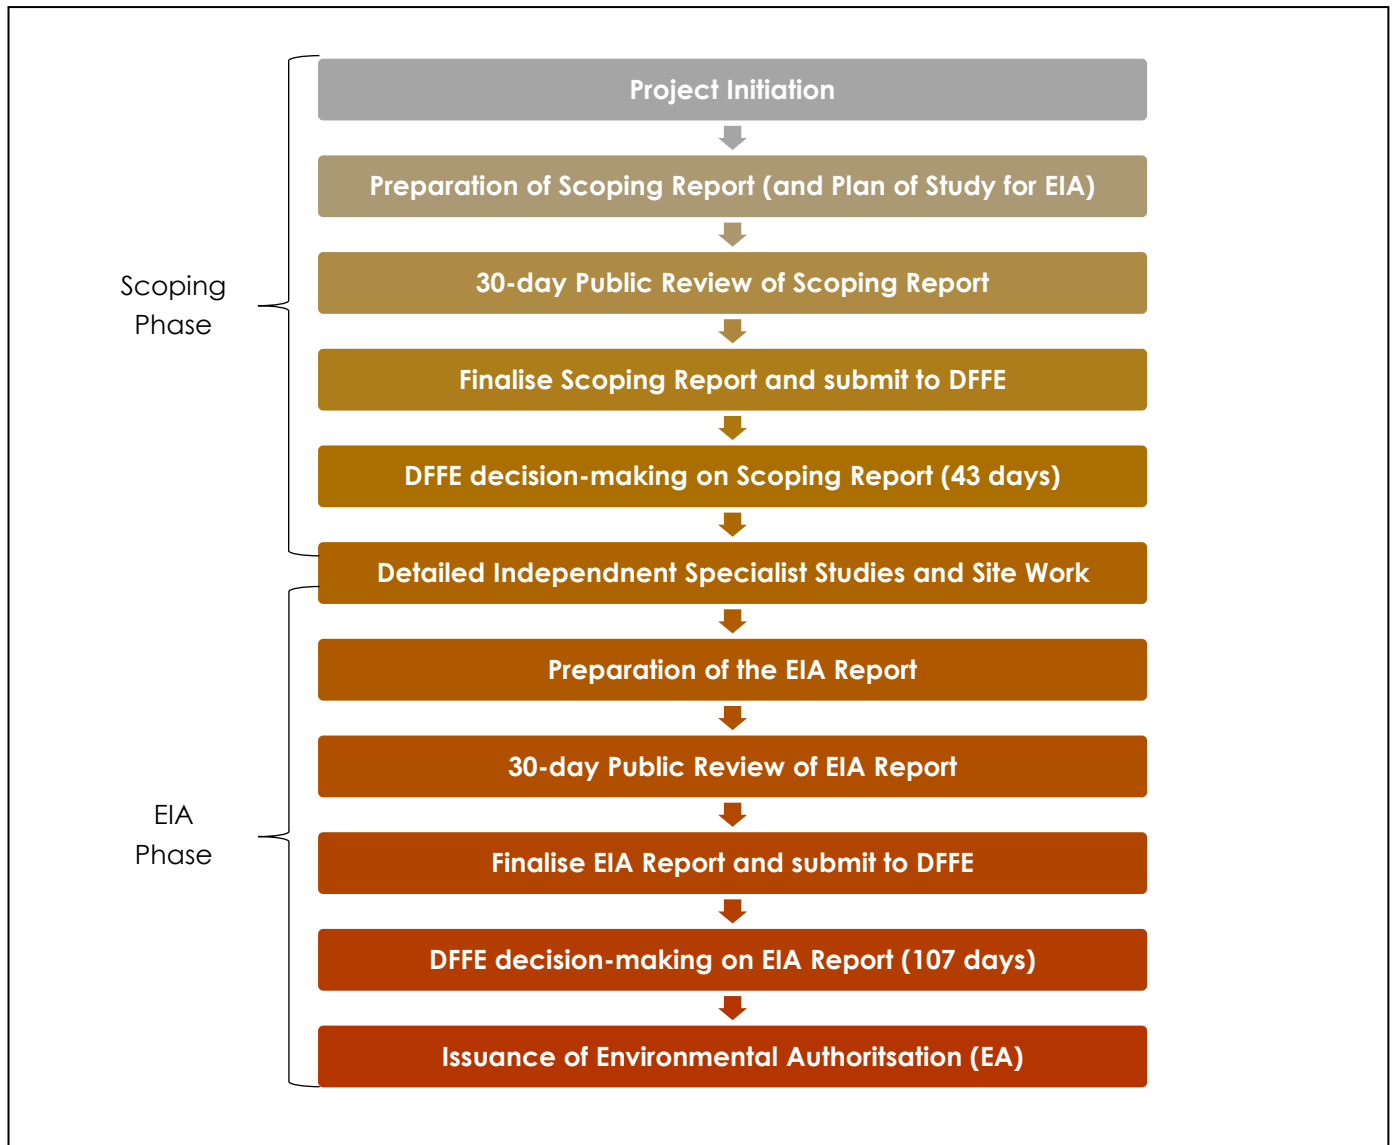 Project Initiation
Preparation of Scoping Report (and Plan of Study for EIA)
30-day Public Review of Scoping Report
Scoping
Phase
Finalise Scoping Report and submit to DFFE
DFFE decision-making on Scoping Report (43 days)
Detailed Independnent Specialist Studies and Site Work
Preparation of the EIA Report
30-day Public Review of EIA Report
EIA
Phase
Finalise EIA Report and submit to DFFE
DFFE decision-making on EIA Report (107 days)
Issuance of Environmental Authoritsation (EA)